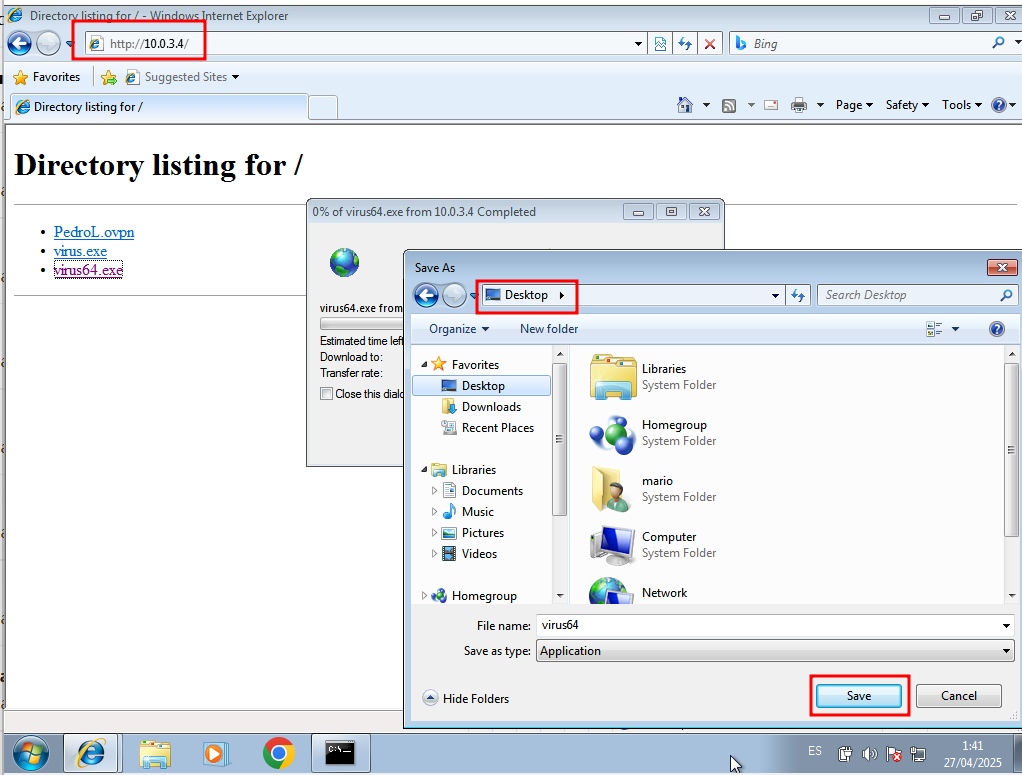 Directory listing for / - Windows Internet Explorer
http://10.0.3.4/
Bing
Favorites
Suggested Sites
Directory listing for /
Page
Safety
Tools
Directory listing for /
PedroL.ovpn
virus.exe
virus64.exe
0% of virus64.exe from 10.0.3.4 Completed
virus64.exe from
Estimated time left
Download to:
Transfer rate:
Close this dialo
Save As
Desktop
Search Desktop
Organize
New folder
Favorites
Desktop
Downloads
Recent Places
Libraries
Documents
Music
Pictures
Videos
Homegroup
Libraries
System Folder
Homegroup
System Folder
mario
System Folder
Computer
System Folder
Network
File name:
virus64
Save as type:
Application
Hide Folders
Save
Cancel
C:\_
ES
1:41
27/04/2025